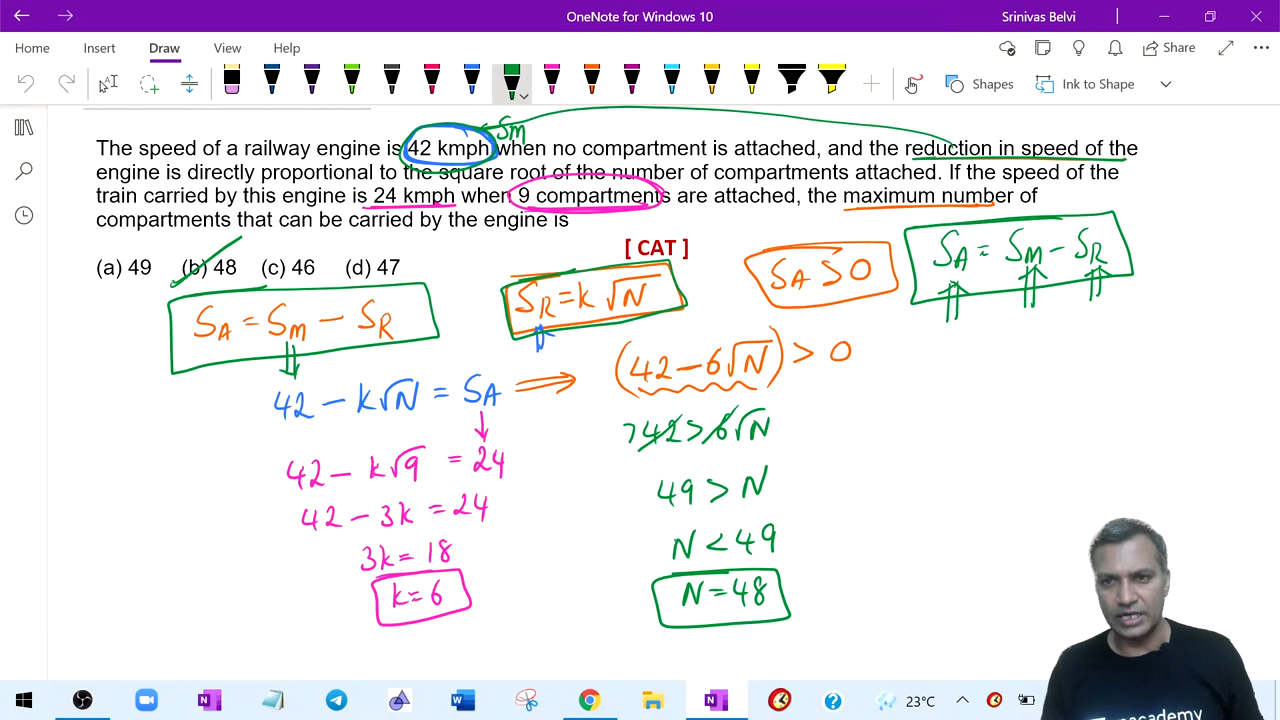 OneNote for Windows 10
Srinivas Belvi
Home Insert Draw View Help
Share
Shapes
Ink to Shape
SM
The speed of a railway engine is 42 kmph when no compartment is attached, and the reduction in speed of the
engine is directly proportional to the square root of the number of compartments attached. If the speed of the
train carried by this engine is 24 kmph when 9 compartments are attached, the maximum number of
compartments that can be carried by the engine is
[ CAT ]
(a) 49 (b) 48 (c) 46 (d) 47
SA = SM - SR
SR = k √N
SA > 0
SA = SM - SR
42 - k√N = SA ⟹
(42 - 6√N) > 0
42 - k√9 = 24
7 42 > 6√N
42 - 3k = 24
49 > N
3k = 18
N < 49
k = 6
N = 48
23°C